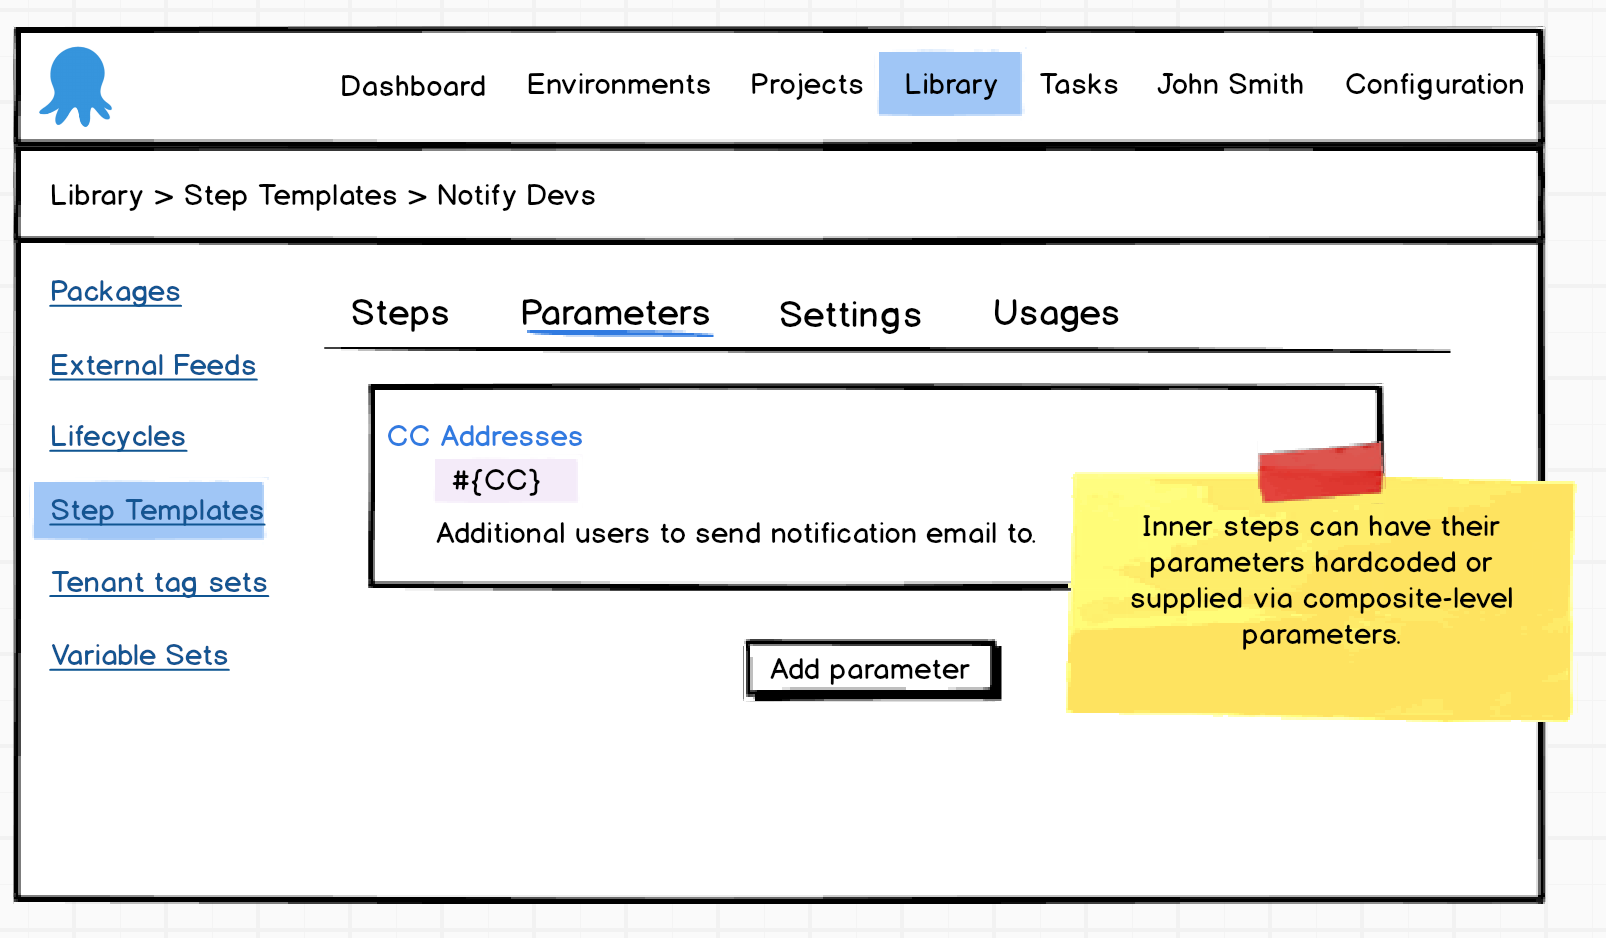 Dashboard Environments Projects Library Tasks John Smith Configuration
Library > Step Templates > Notify Devs
Packages
External Feeds
Lifecycles
Step Templates
Tenant tag sets
Variable Sets
Steps Parameters Settings Usages
CC Addresses
#{CC}
Additional users to send notification email to.
Add parameter
Inner steps can have their
parameters hardcoded or
supplied via composite-level
parameters.